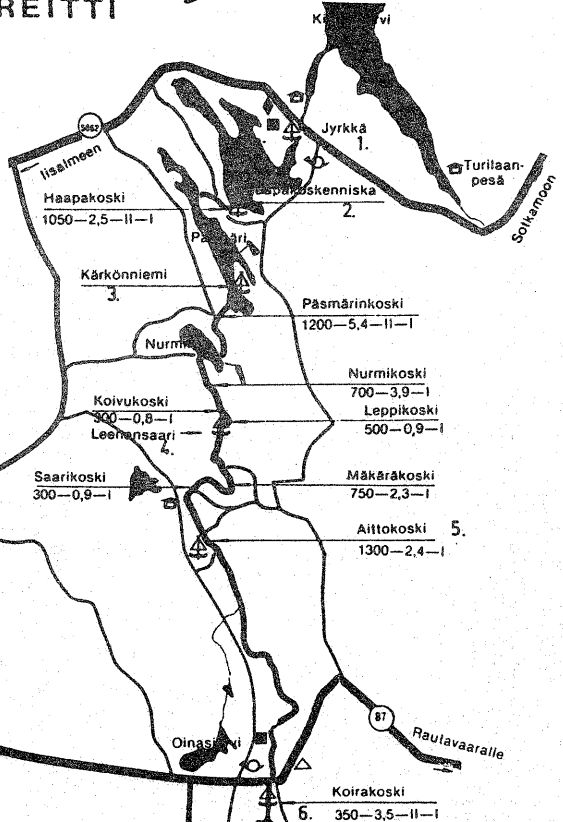 REITTI
Jyrkkä
1.
5862
Iisalmeen
Turilaan-
pesä
Sotkamoon
Haapakoski
1050—2,5—II—I
2.
Kärkönniemi
3.
Päsmärinkoski
1200—5,4—II—I
Nurmikoski
700—3,9—I
Koivukoski
300—0,8—I
Leppikoski
500—0,9—I
Leenansaari
4.
Saarikoski
300—0,9—I
Mäkäräkoski
750—2,3—I
Aittokoski
5.
1300—2,4—I
87
Rautavaaralle
Koirakoski
6.
350—3,5—II—I